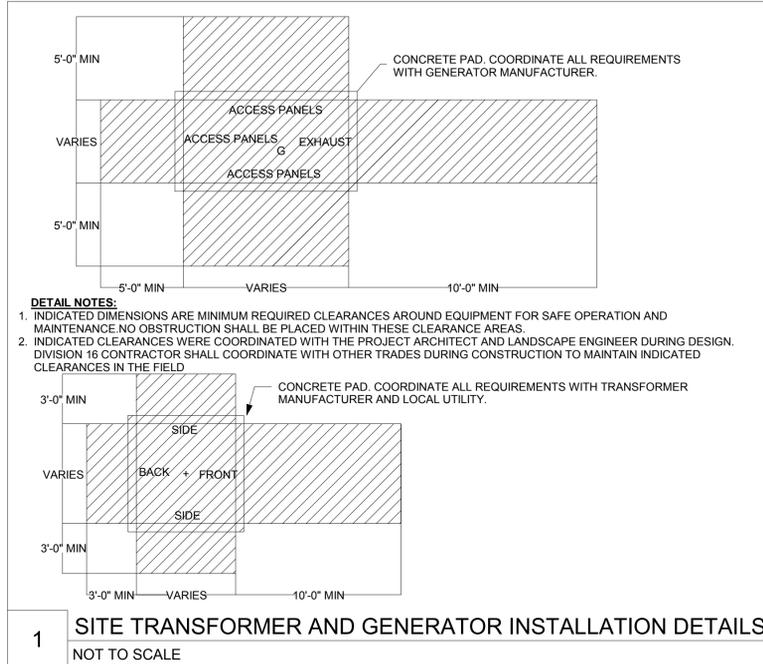 5'-0" MIN
CONCRETE PAD. COORDINATE ALL REQUIREMENTS
WITH GENERATOR MANUFACTURER.
ACCESS PANELS
VARIES
ACCESS PANELS
G
EXHAUST
ACCESS PANELS
5'-0" MIN
5'-0" MIN
VARIES
10'-0" MIN
DETAIL NOTES:
1. INDICATED DIMENSIONS ARE MINIMUM REQUIRED CLEARANCES AROUND EQUIPMENT FOR SAFE OPERATION AND
MAINTENANCE.NO OBSTRUCTION SHALL BE PLACED WITHIN THESE CLEARANCE AREAS.
2. INDICATED CLEARANCES WERE COORDINATED WITH THE PROJECT ARCHITECT AND LANDSCAPE ENGINEER DURING DESIGN.
DIVISION 16 CONTRACTOR SHALL COORDINATE WITH OTHER TRADES DURING CONSTRUCTION TO MAINTAIN INDICATED
CLEARANCES IN THE FIELD
3'-0" MIN
CONCRETE PAD. COORDINATE ALL REQUIREMENTS WITH TRANSFORMER
MANUFACTURER AND LOCAL UTILITY.
SIDE
VARIES
BACK + FRONT
SIDE
3'-0" MIN
3'-0" MIN
VARIES
10'-0" MIN
1
SITE TRANSFORMER AND GENERATOR INSTALLATION DETAILS
NOT TO SCALE